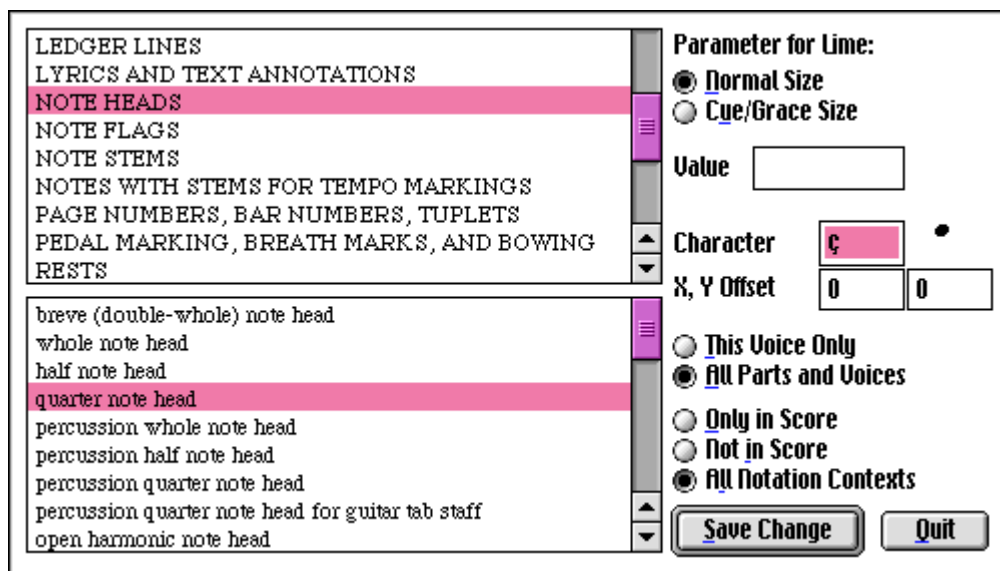 LEDGER LINES
LYRICS AND TEXT ANNOTATIONS
NOTE HEADS
NOTE FLAGS
NOTE STEMS
NOTES WITH STEMS FOR TEMPO MARKINGS
PAGE NUMBERS, BAR NUMBERS, TUPLETS
PEDAL MARKING, BREATH MARKS, AND BOWING
RESTS
breve (double-whole) note head
whole note head
half note head
quarter note head
percussion whole note head
percussion half note head
percussion quarter note head
percussion quarter note head for guitar tab staff
open harmonic note head
Parameter for Lime:
Normal Size
Cue/Grace Size
Value
Character ç
X, Y Offset 0 0
This Voice Only
All Parts and Voices
Only in Score
Not in Score
All Notation Contexts
Save Change Quit